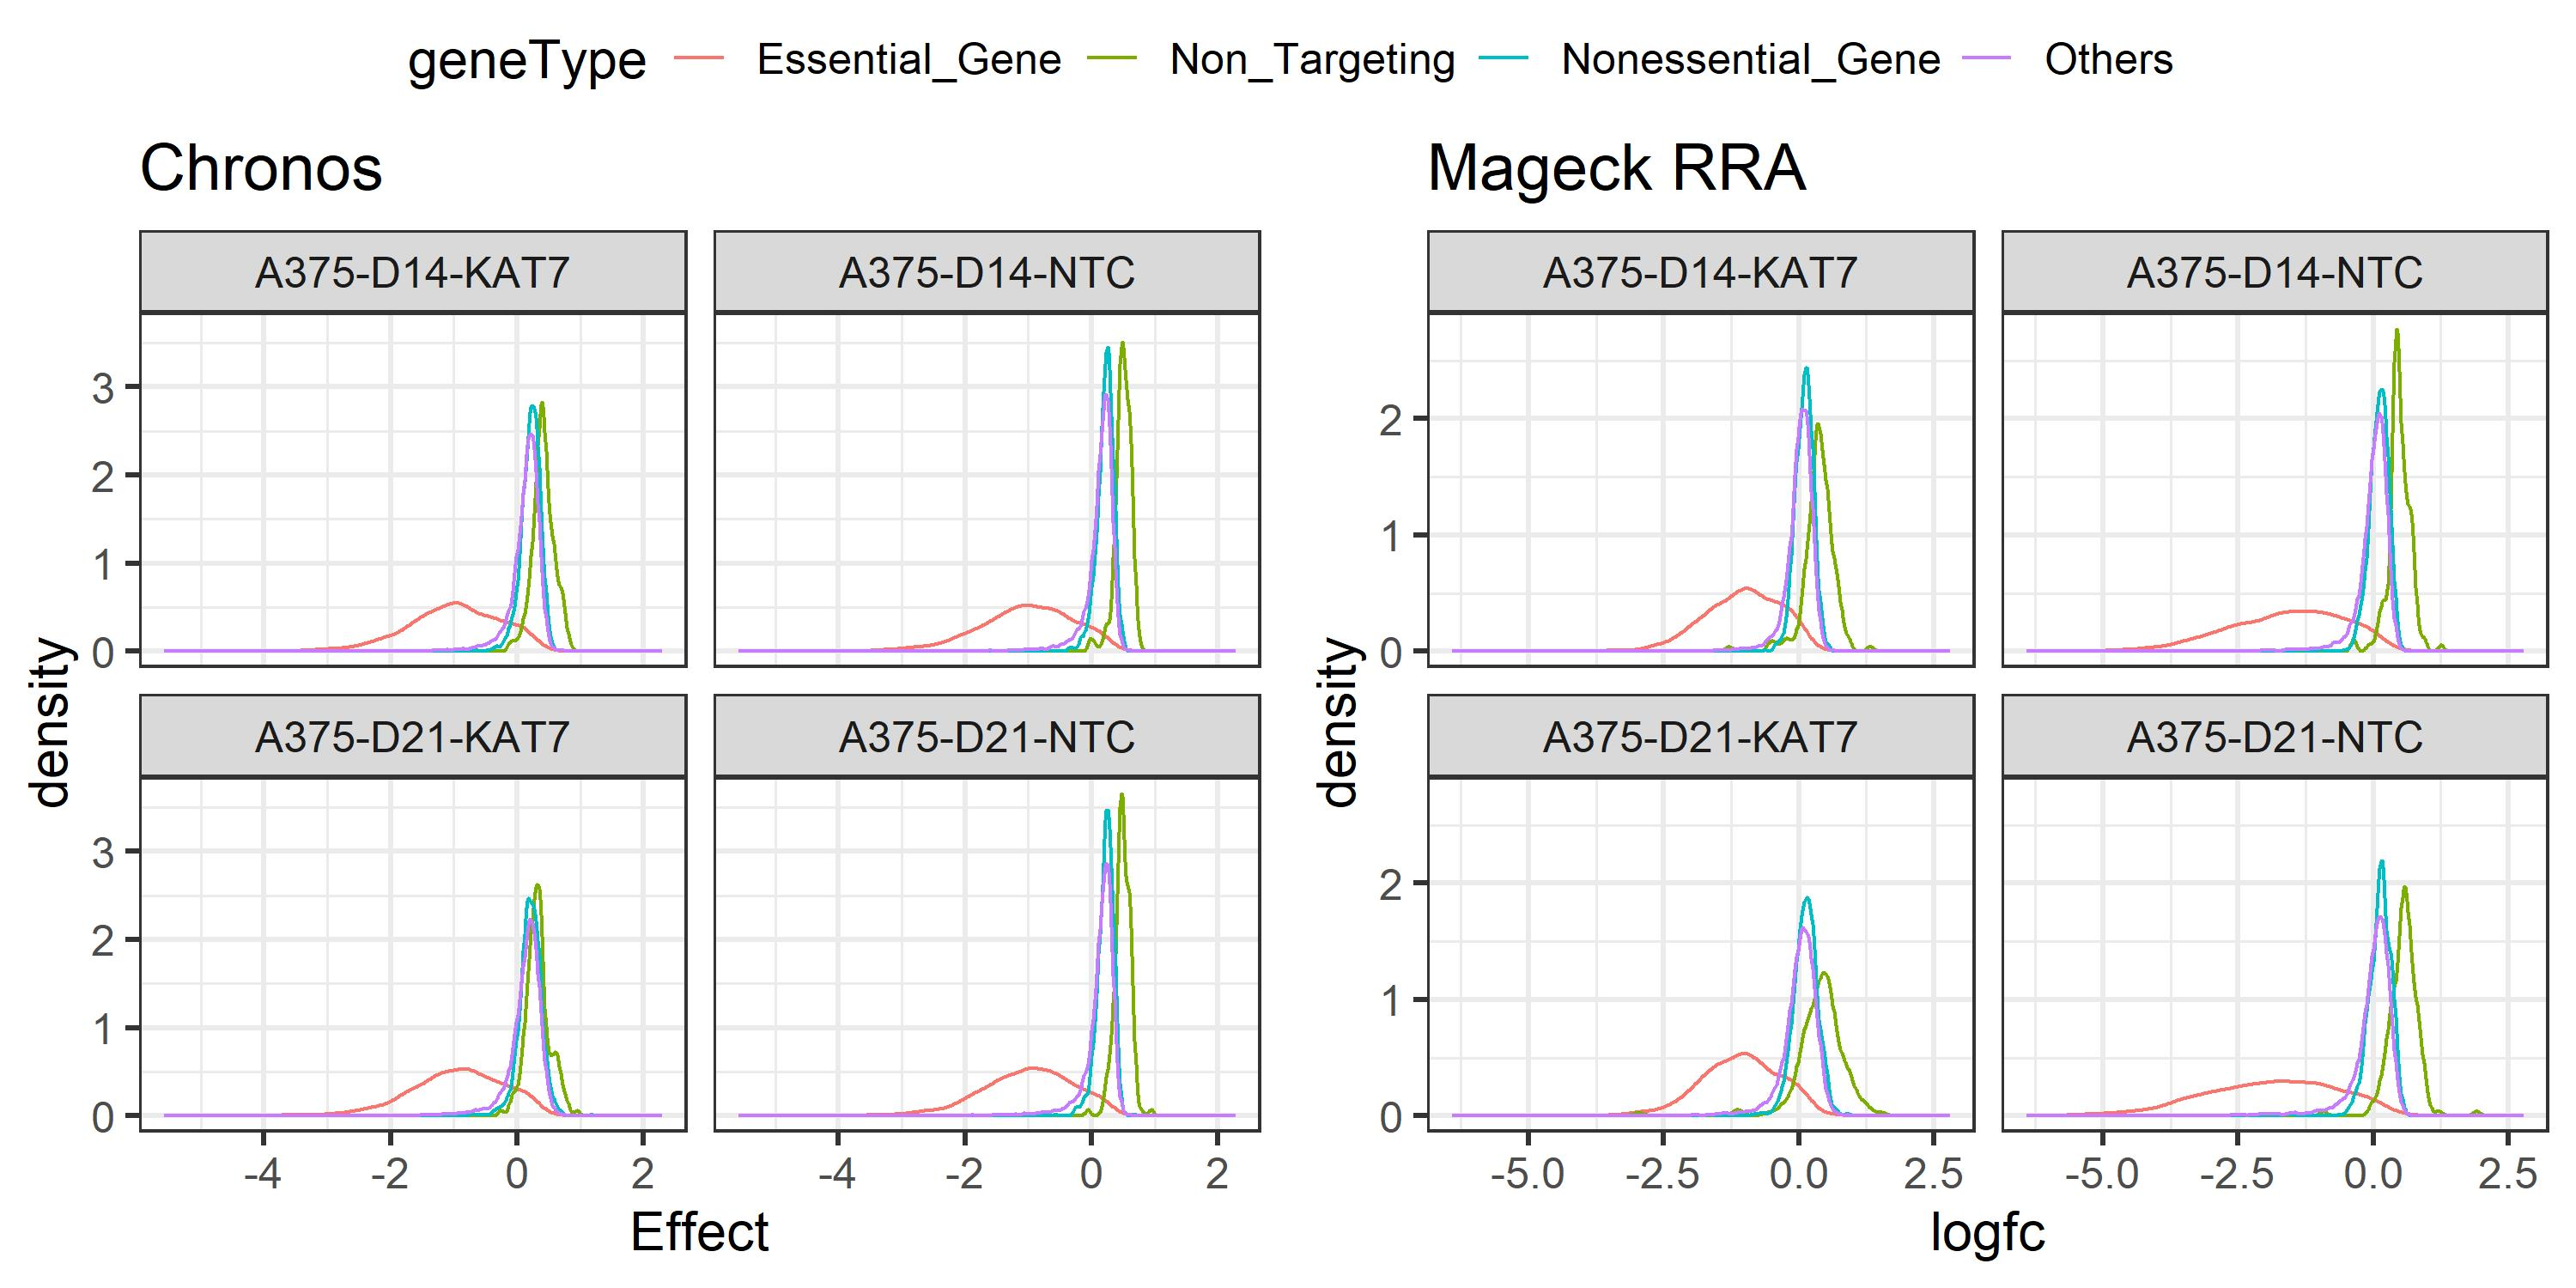 geneType Essential_Gene Non_Targeting Nonessential_Gene Others
Chronos
A375-D14-KAT7 A375-D14-NTC
3
2
1
0
A375-D21-KAT7 A375-D21-NTC
3
2
1
0
density
-4 -2 0 2 -4 -2 0 2
Effect
Mageck RRA
A375-D14-KAT7 A375-D14-NTC
2
1
0
A375-D21-KAT7 A375-D21-NTC
2
1
0
density
-5.0 -2.5 0.0 2.5 -5.0 -2.5 0.0 2.5
logfc